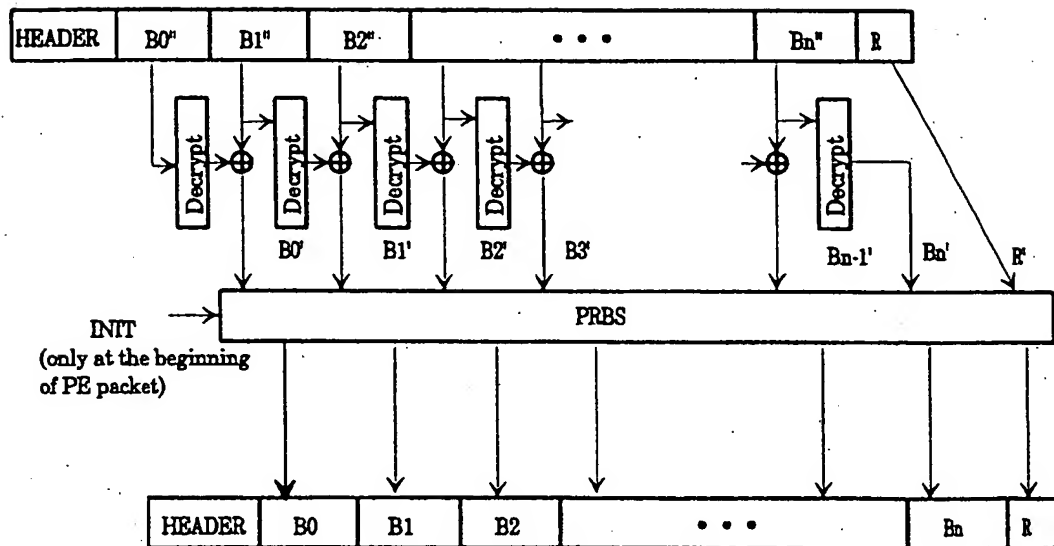 HEADER B0" B1" B2" • • • Bn" R
Decrypt Decrypt Decrypt Decrypt Decrypt
B0' B1' B2' B3' Bn-1' Bn' R'
PRBS
INIT
(only at the beginning
of PE packet)
HEADER B0 B1 B2 • • • Bn R